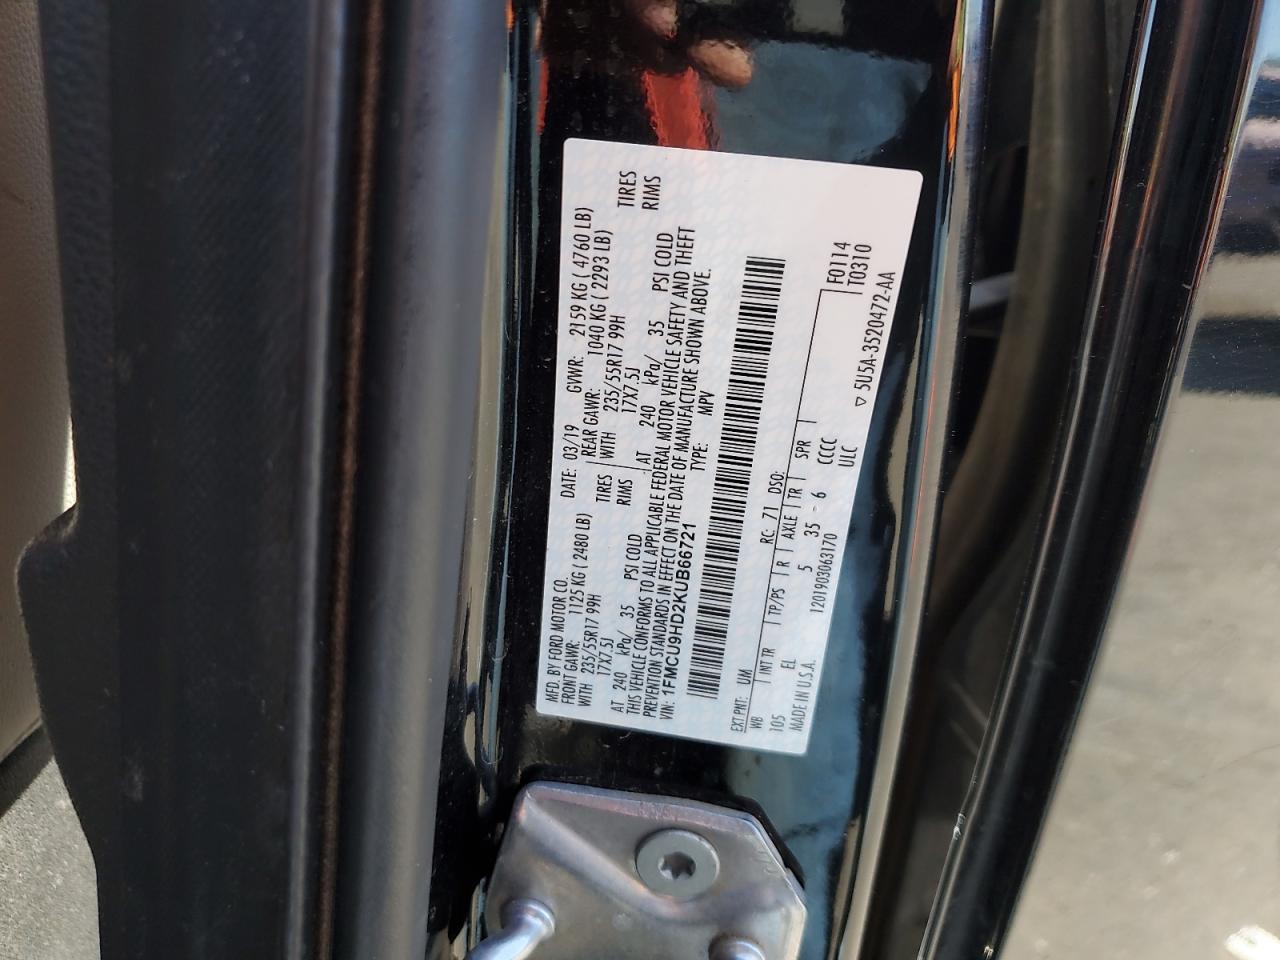 MFD. BY FORD MOTOR CO. DATE: 03/19 GVWR: 2159 KG ( 4760 LB)
FRONT GAWR: 1125 KG ( 2480 LB) REAR GAWR: 1040 KG ( 2293 LB)
WITH 235/55R17 99H TIRES WITH 235/55R17 99H TIRES
17X7.5J RIMS 17X7.5J RIMS
AT 240 kPa/ 35 PSI COLD AT 240 kPa/ 35 PSI COLD
THIS VEHICLE CONFORMS TO ALL APPLICABLE FEDERAL MOTOR VEHICLE SAFETY AND THEFT
PREVENTION STANDARDS IN EFFECT ON THE DATE OF MANUFACTURE SHOWN ABOVE.
VIN: 1FMCU9HD2KUB66721 TYPE: MPV
EXT PNT: UM RC: 71 DSO:
WB INT TR TP/PS R AXLE TR SPR F0114
105 EL 5 35 - 6 CCCC T0310
MADE IN U.S.A. 1201903063170 ULC
▽ 5U5A-3520472-AA